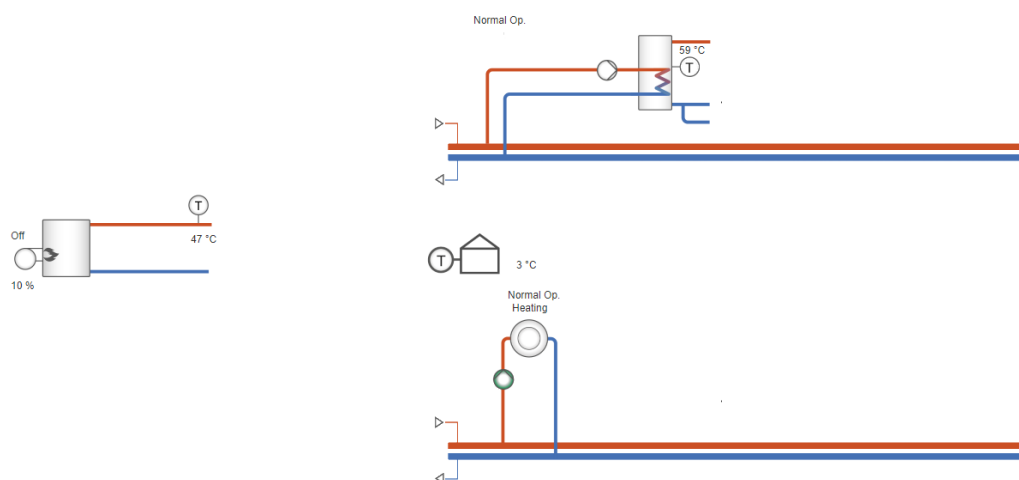 Normal Op.
59 °C
T
T
47 °C
Off
10 %
T
3 °C
Normal Op.
Heating